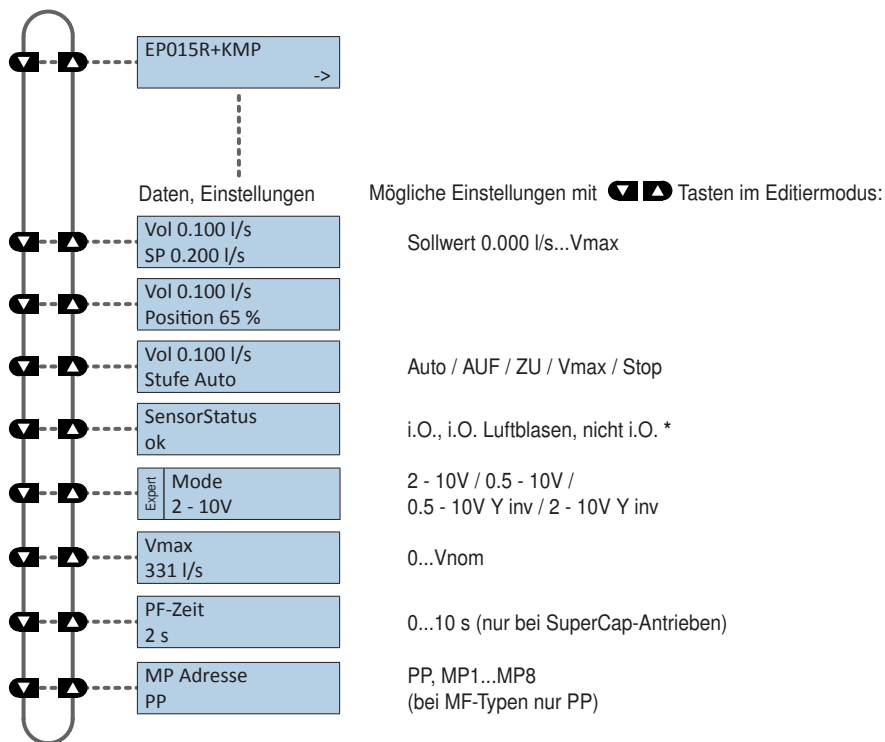 EP015R+KMP
->
Daten, Einstellungen
Mögliche Einstellungen mit Tasten im Editiermodus:
Vol 0.100 l/s
SP 0.200 l/s
Sollwert 0.000 l/s...Vmax
Vol 0.100 l/s
Position 65 %
Vol 0.100 l/s
Stufe Auto
Auto / AUF / ZU / Vmax / Stop
SensorStatus
ok
i.O., i.O. Luftblasen, nicht i.O. *
Expert
Mode
2 - 10V
2 - 10V / 0.5 - 10V /
0.5 - 10V Y inv / 2 - 10V Y inv
Vmax
331 l/s
0...Vnom
PF-Zeit
2 s
0...10 s (nur bei SuperCap-Antrieben)
MP Adresse
PP
PP, MP1...MP8
(bei MF-Typen nur PP)